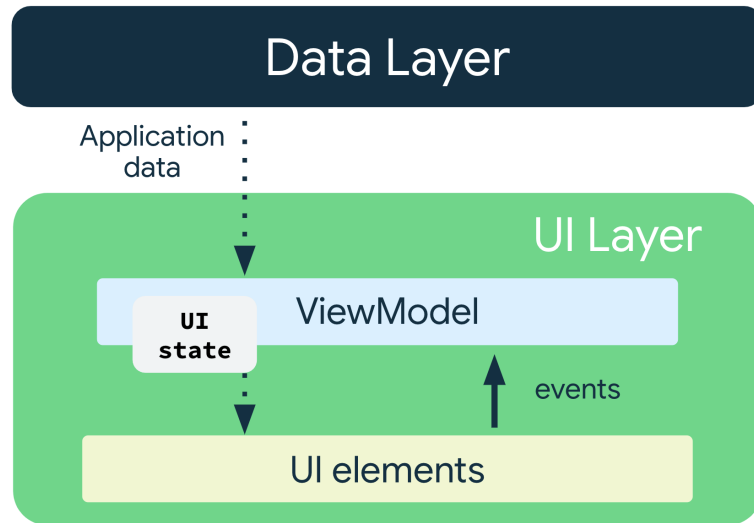 Data Layer
Application
data
UI Layer
ViewModel
UI
state
events
UI elements